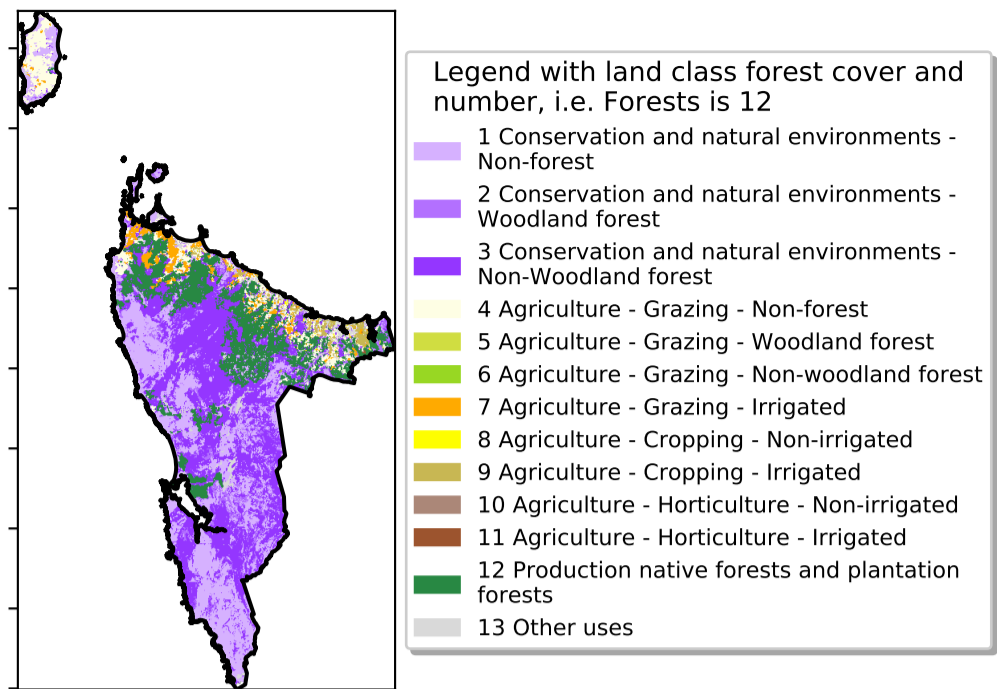 Legend with land class forest cover and
number, i.e. Forests is 12
1 Conservation and natural environments -
Non-forest
2 Conservation and natural environments -
Woodland forest
3 Conservation and natural environments -
Non-Woodland forest
4 Agriculture - Grazing - Non-forest
5 Agriculture - Grazing - Woodland forest
6 Agriculture - Grazing - Non-woodland forest
7 Agriculture - Grazing - Irrigated
8 Agriculture - Cropping - Non-irrigated
9 Agriculture - Cropping - Irrigated
10 Agriculture - Horticulture - Non-irrigated
11 Agriculture - Horticulture - Irrigated
12 Production native forests and plantation
forests
13 Other uses